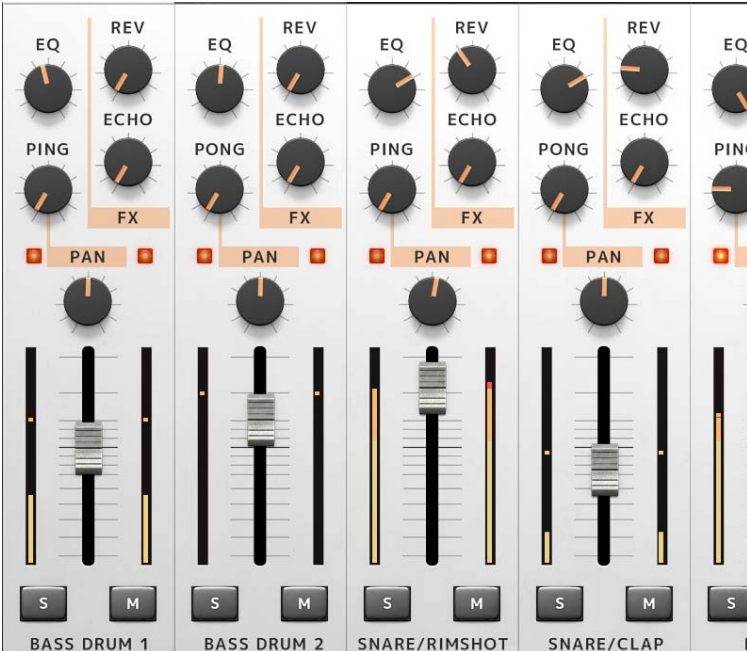 REV
EQ
ECHO
PING
FX
PAN
S M
BASS DRUM 1
REV
EQ
ECHO
PONG
FX
PAN
S M
BASS DRUM 2
REV
EQ
ECHO
PING
FX
PAN
S M
SNARE/RIMSHOT
REV
EQ
ECHO
PONG
FX
PAN
S M
SNARE/CLAP
EQ
S